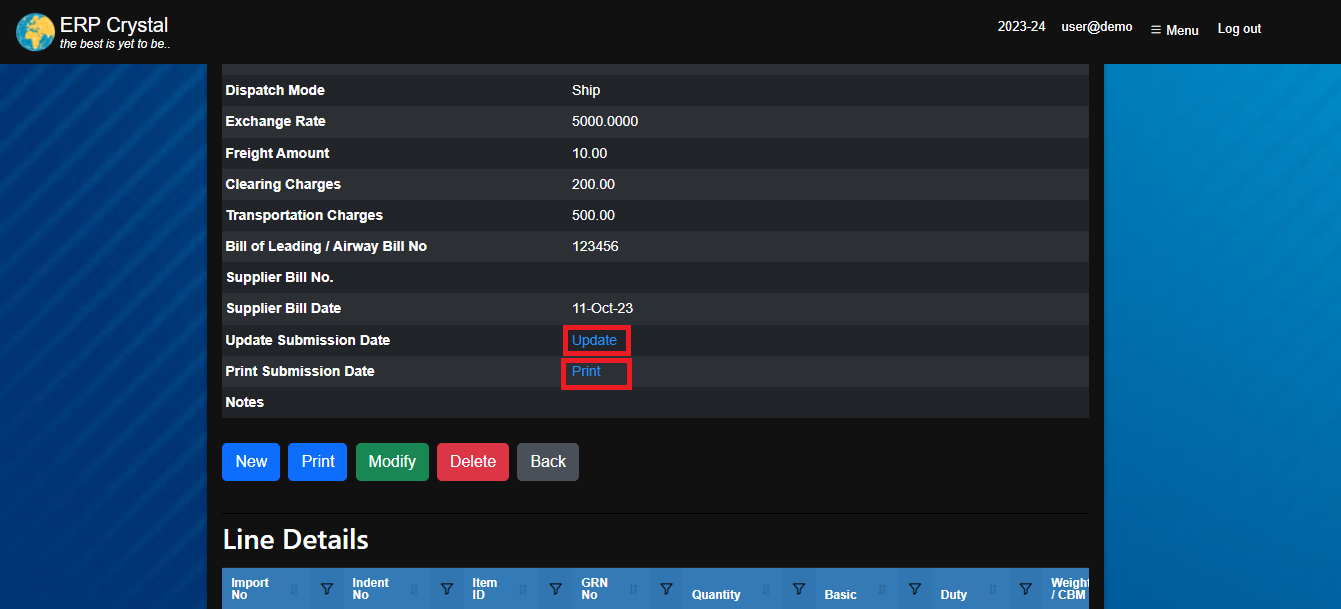 ERP Crystal
the best is yet to be..
2023-24 user@demo ☰ Menu Log out
Dispatch Mode Ship
Exchange Rate 5000.0000
Freight Amount 10.00
Clearing Charges 200.00
Transportation Charges 500.00
Bill of Leading / Airway Bill No 123456
Supplier Bill No.
Supplier Bill Date 11-Oct-23
Update Submission Date Update
Print Submission Date Print
Notes
New Print Modify Delete Back
Line Details
Import Indent Item GRN Weight
No No ID No Quantity Basic Duty / CBM